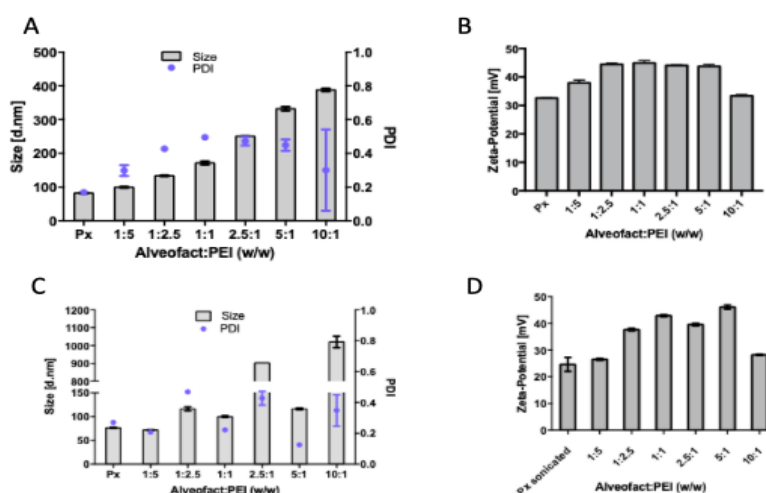 A
Size
PDI
Size [d.nm]
500
400
300
200
100
0
1.0
0.8
0.6
0.4
0.2
0.0
PDI
Px 1:5 1:2.5 1:1 2.5:1 5:1 10:1
Alveofact:PEI (w/w)
B
Zeta-Potential [mV]
50
40
30
20
10
0
Px 1:5 1:2.5 1:1 2.5:1 5:1 10:1
Alveofact:PEI (w/w)
C
Size
PDI
Size [d.nm]
1200
1100
1000
900
800
150
100
50
0
1.0
0.8
0.6
0.4
0.2
0.0
PDI
Px 1:5 1:2.5 1:1 2.5:1 5:1 10:1
Alveofact:PEI (w/w)
D
Zeta-Potential [mV]
50
40
30
20
10
0
Px sonicated 1:5 1:2.5 1:1 2.5:1 5:1 10:1
Alveofact:PEI (w/w)